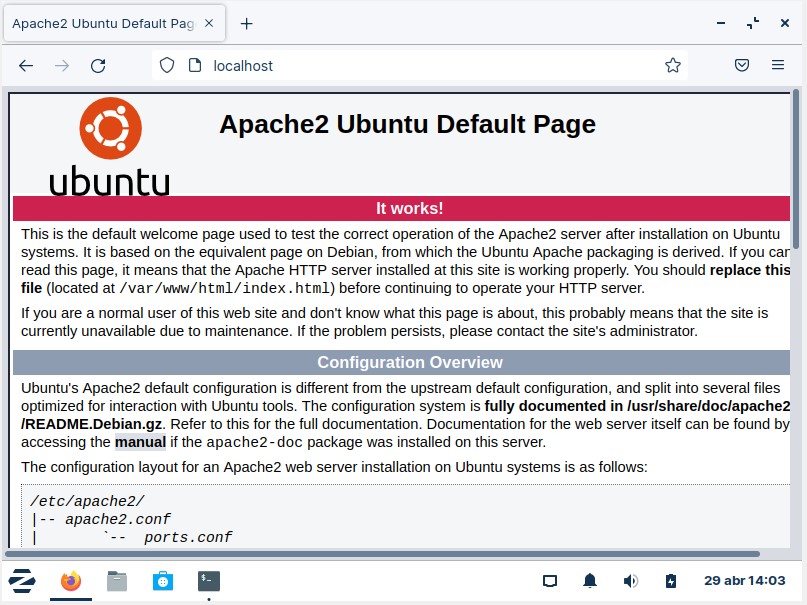 Apache2 Ubuntu Default Pag
localhost
ubuntu
Apache2 Ubuntu Default Page
It works!
This is the default welcome page used to test the correct operation of the Apache2 server after installation on Ubuntu
systems. It is based on the equivalent page on Debian, from which the Ubuntu Apache packaging is derived. If you can
read this page, it means that the Apache HTTP server installed at this site is working properly. You should replace this
file (located at /var/www/html/index.html) before continuing to operate your HTTP server.
If you are a normal user of this web site and don't know what this page is about, this probably means that the site is
currently unavailable due to maintenance. If the problem persists, please contact the site's administrator.
Configuration Overview
Ubuntu's Apache2 default configuration is different from the upstream default configuration, and split into several files
optimized for interaction with Ubuntu tools. The configuration system is fully documented in /usr/share/doc/apache2
/README.Debian.gz. Refer to this for the full documentation. Documentation for the web server itself can be found by
accessing the manual if the apache2-doc package was installed on this server.
The configuration layout for an Apache2 web server installation on Ubuntu systems is as follows:
/etc/apache2/
|-- apache2.conf
|       `--  ports.conf
29 abr 14:03